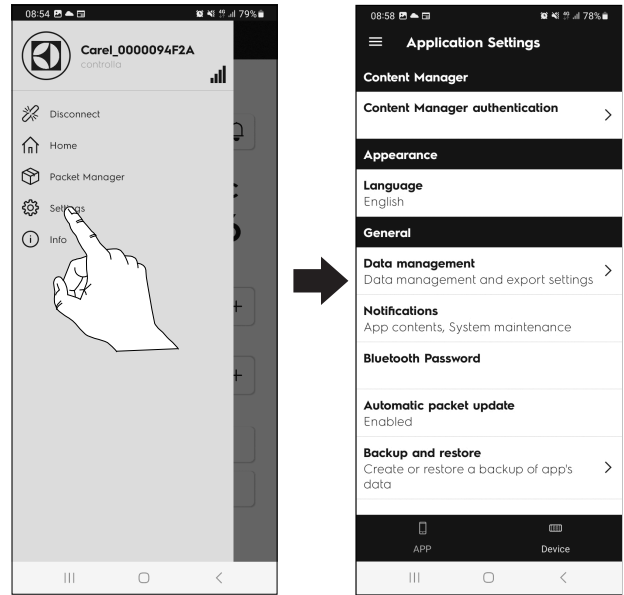 08:54
79%
Carel_0000094F2A
controlla
Disconnect
Home
Packet Manager
Settings
Info
08:58
78%
Application Settings
Content Manager
Content Manager authentication
Appearance
Language
English
General
Data management
Data management and export settings
Notifications
App contents, System maintenance
Bluetooth Password
Automatic packet update
Enabled
Backup and restore
Create or restore a backup of app's
data
APP
Device